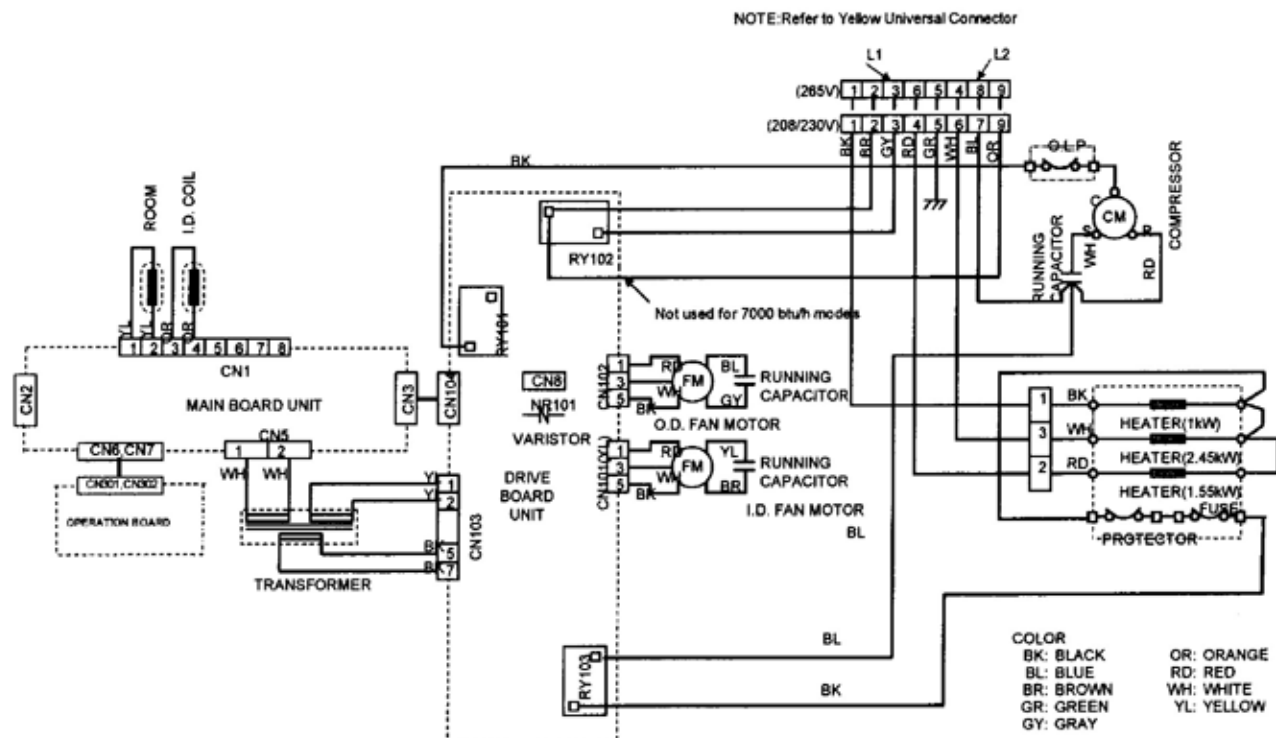 NOTE:Refer to Yellow Universal Connector
L1
L2
(265V) 1 2 3 6 5 4 8 9
(208/230V) 1 2 3 4 5 6 7 9
BK BR GY RD GR WH BL OR
BK
O.L.P
COMPRESSOR
C
CM
S
R
WH
RD
RUNNING
CAPACITOR
ROOM
I.D. COIL
YL YL OR OR
1 2 3 4 5 6 7 8
CN1
RY102
Not used for 7000 btu/h models
RY101
CN2
MAIN BOARD UNIT
CN3
CN104
CN8
NR101
VARISTOR
CN102
1 RD
3 WH
5 BK
FM
BL
GY
RUNNING
CAPACITOR
O.D. FAN MOTOR
CN101(YL)
1 RD
3 WH
5 BK
FM
YL
BR
RUNNING
CAPACITOR
I.D. FAN MOTOR
BL
CN6,CN7
CN5
1 2
WH WH
CN301,CN302
OPERATION BOARD
TRANSFORMER
DRIVE
BOARD
UNIT
Y 1
Y 2
BK 5
BK 7
CN103
1 BK
3 WH
2 RD
HEATER(1kW)
HEATER(2.45kW)
HEATER(1.55kW)
FUSE
PROTECTOR
RY103
BL
BK
COLOR
BK: BLACK OR: ORANGE
BL: BLUE RD: RED
BR: BROWN WH: WHITE
GR: GREEN YL: YELLOW
GY: GRAY